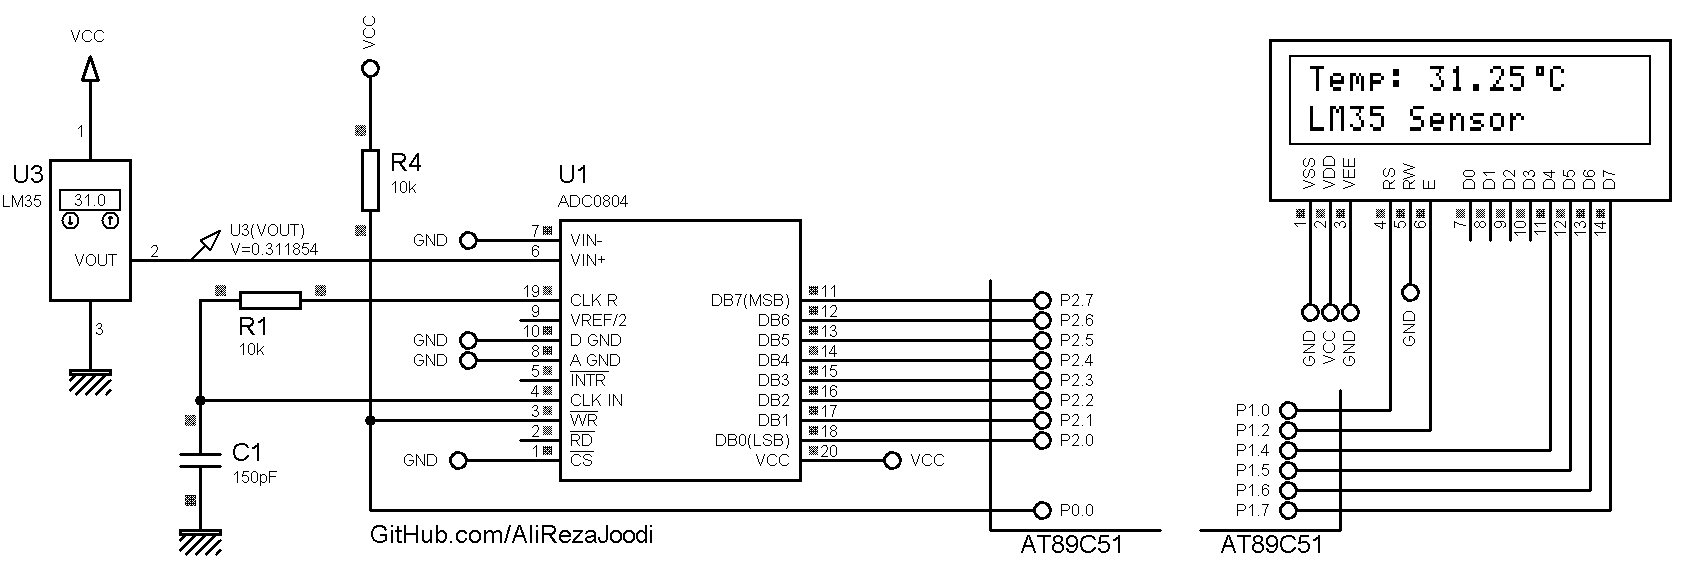 VCC
1
U3
LM35
31.0
VOUT
2
3
U3(VOUT)
V=0.311854
R1
10k
C1
150pF
VCC
R4
10k
U1
ADC0804
GND
7
VIN-
6
VIN+
19
CLK R
9
VREF/2
GND
10
D GND
GND
8
A GND
5
INTR
4
CLK IN
3
WR
2
RD
GND
1
CS
DB7(MSB)
11
P2.7
DB6
12
P2.6
DB5
13
P2.5
DB4
14
P2.4
DB3
15
P2.3
DB2
16
P2.2
DB1
17
P2.1
DB0(LSB)
18
P2.0
VCC
20
VCC
P0.0
GitHub.com/AliRezaJoodi
AT89C51
Temp: 31.25°C
LM35 Sensor
VSS
VDD
VEE
RS
RW
E
D0
D1
D2
D3
D4
D5
D6
D7
1
2
3
4
5
6
7
8
9
10
11
12
13
14
GND
VCC
GND
GND
P1.0
P1.2
P1.4
P1.5
P1.6
P1.7
AT89C51